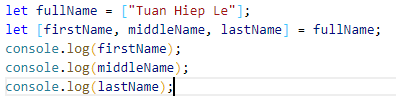 let fullName = ["Tuan Hiep Le"];
let [firstName, middleName, lastName] = fullName;
console.log(firstName);
console.log(middleName);
console.log(lastName);